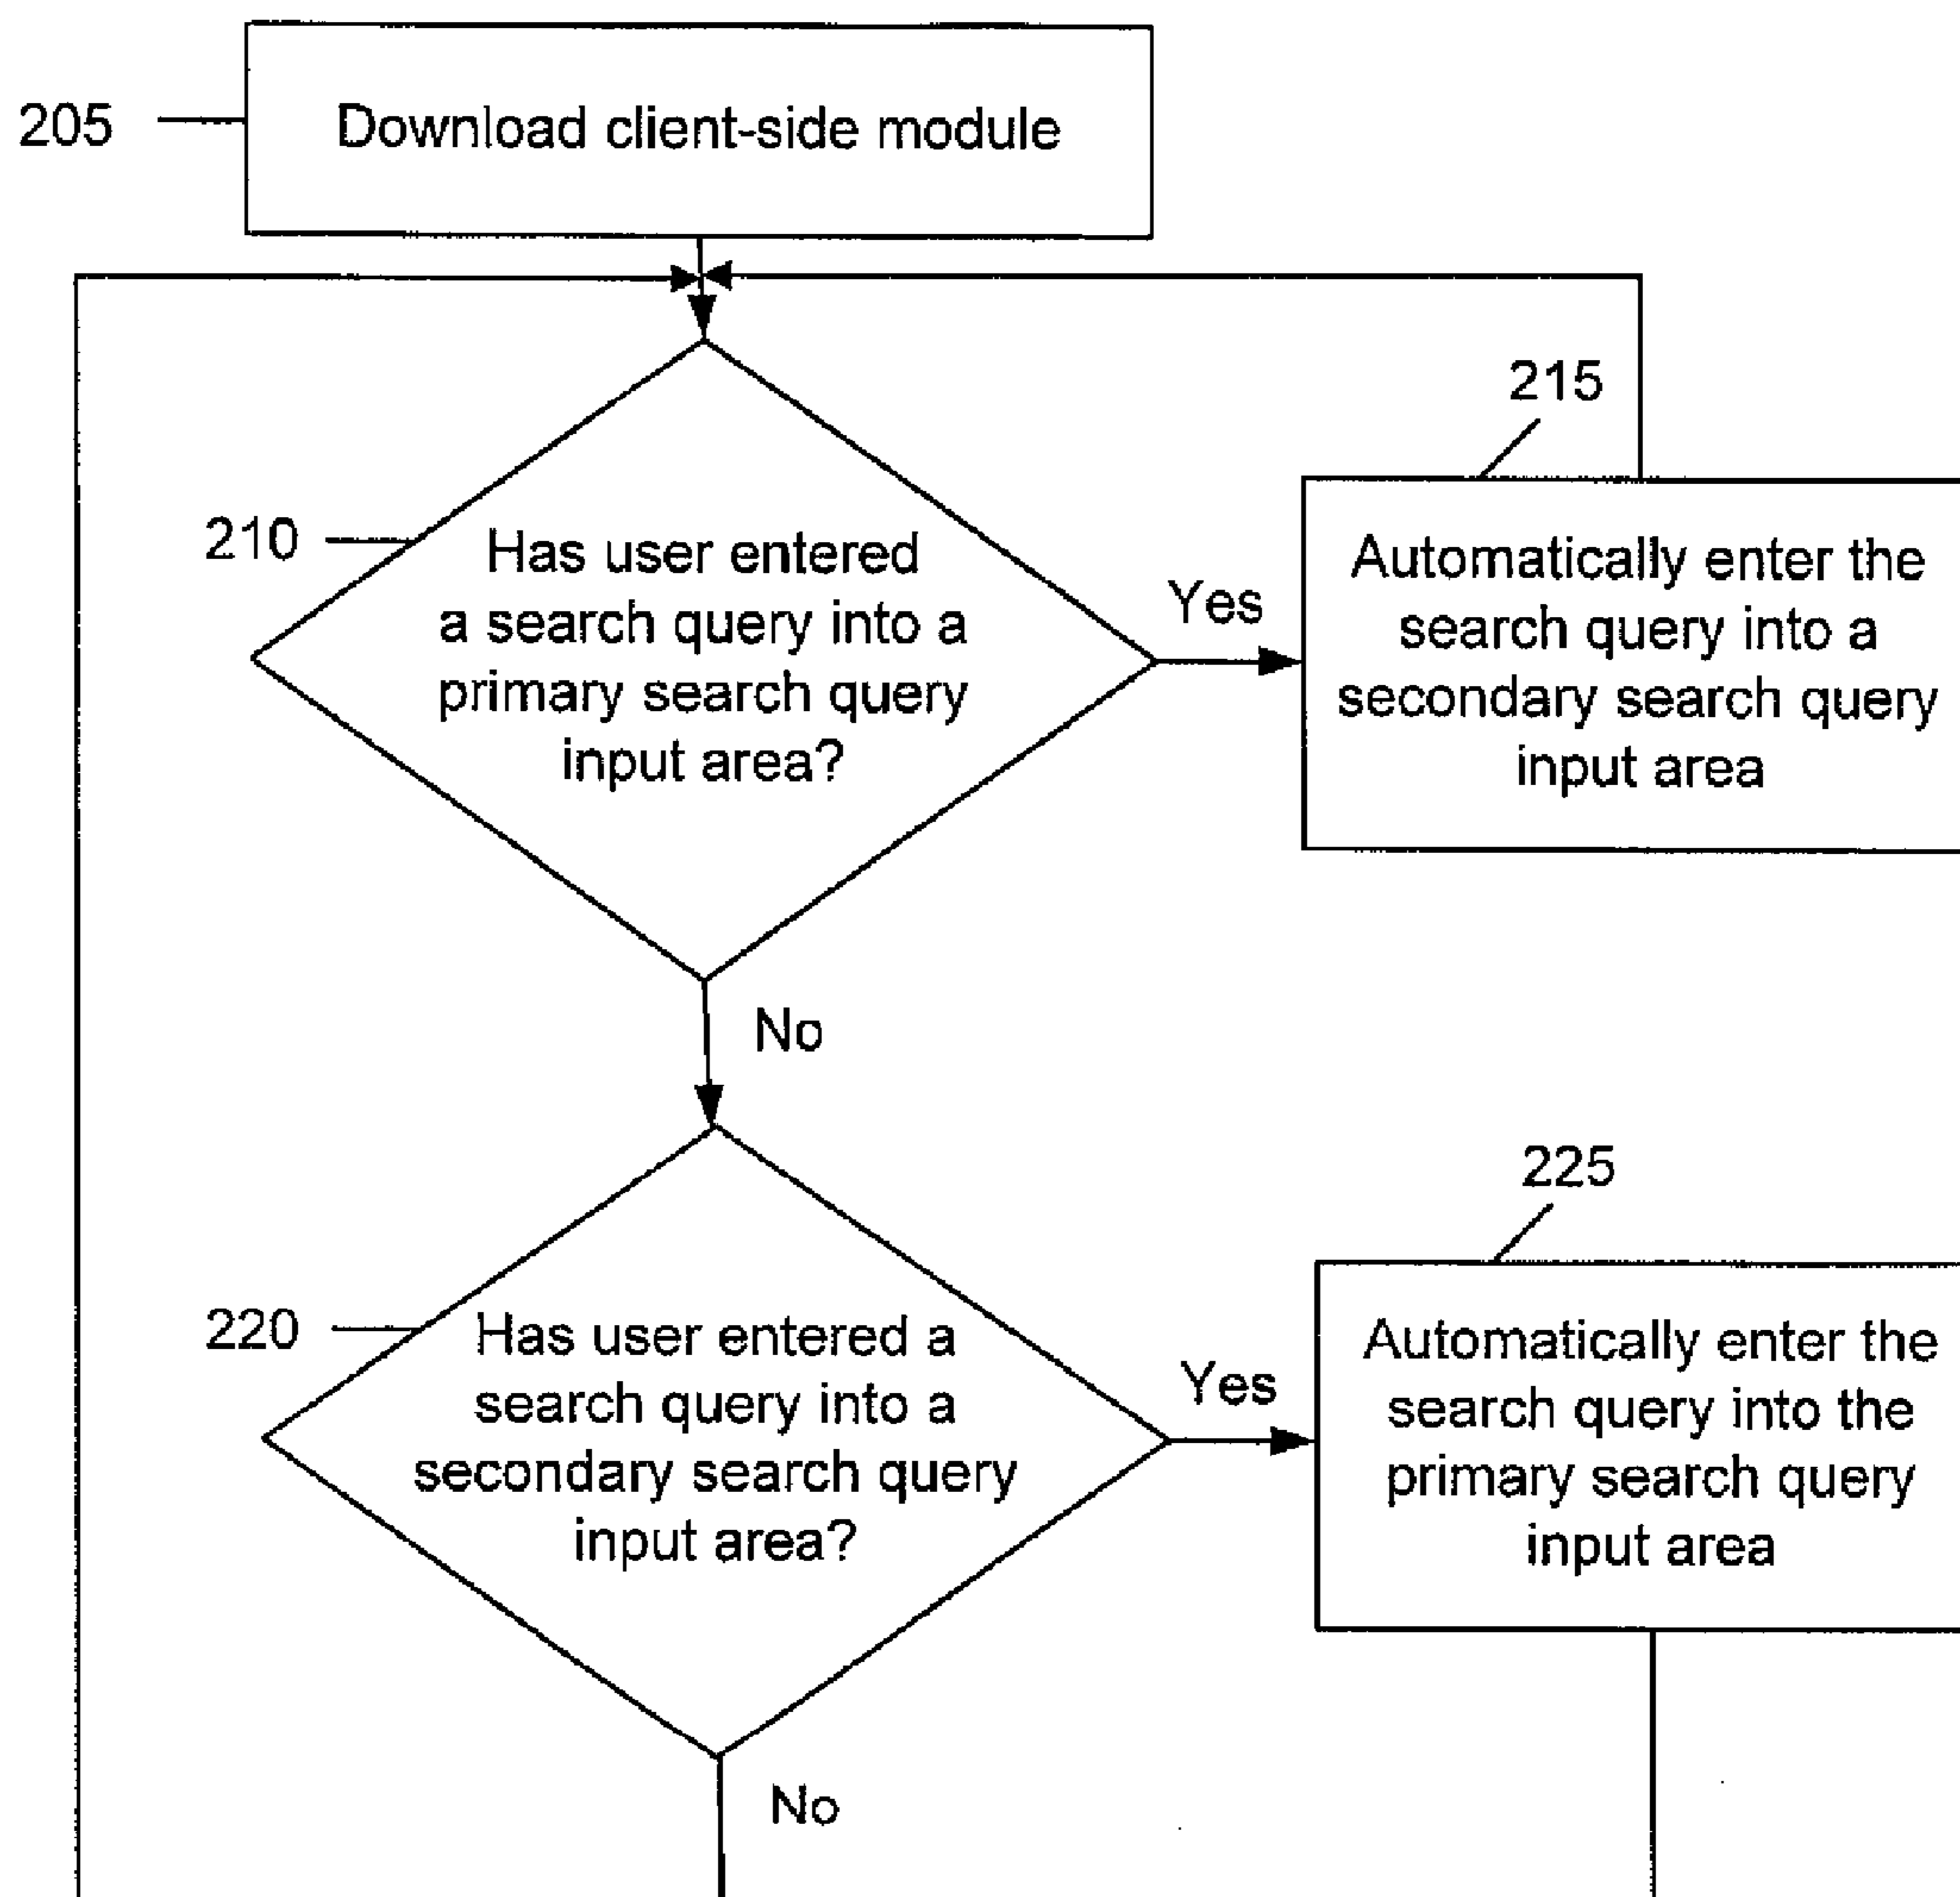 205
Download client-side module
215
210
Has user entered
a search query into a
primary search query
input area?
Yes
Automatically enter the
search query into a
secondary search query
input area
No
225
220
Has user entered a
search query into a
secondary search query
input area?
Yes
Automatically enter the
search query into the
primary search query
input area
No